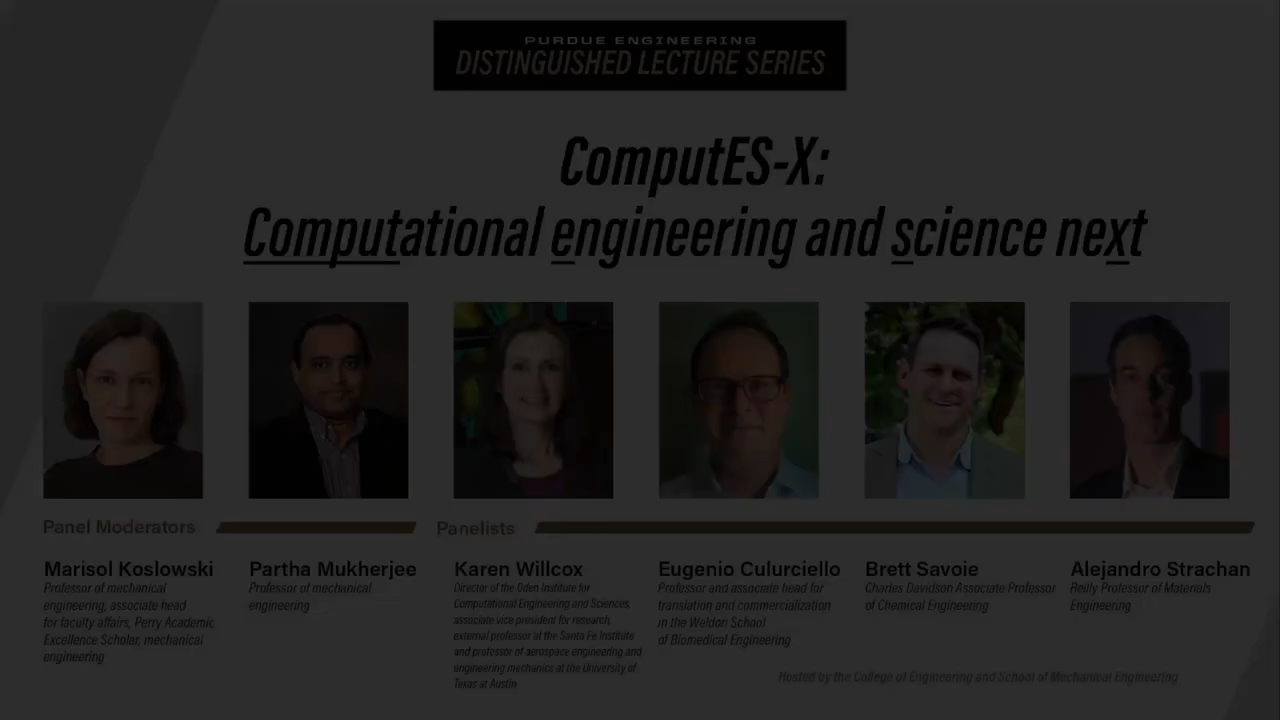 PURDUE ENGINEERING
DISTINGUISHED LECTURE SERIES
ComputES-X:
Computational engineering and science next
Panel Moderators
Panelists
Marisol Koslowski
Professor of mechanical
engineering, associate head
for faculty affairs, Perry Academic
Excellence Scholar, mechanical
engineering
Partha Mukherjee
Professor of mechanical
engineering
Karen Willcox
Director of the Oden Institute for
Computational Engineering and Sciences,
associate vice president for research,
external professor at the Santa Fe Institute
and professor of aerospace engineering and
engineering mechanics at the University of
Texas at Austin
Eugenio Culurciello
Professor and associate head for
translation and commercialization
in the Weldon School
of Biomedical Engineering
Brett Savoie
Charles Davidson Associate Professor
of Chemical Engineering
Alejandro Strachan
Reilly Professor of Materials
Engineering
Hosted by the College of Engineering and School of Mechanical Engineering